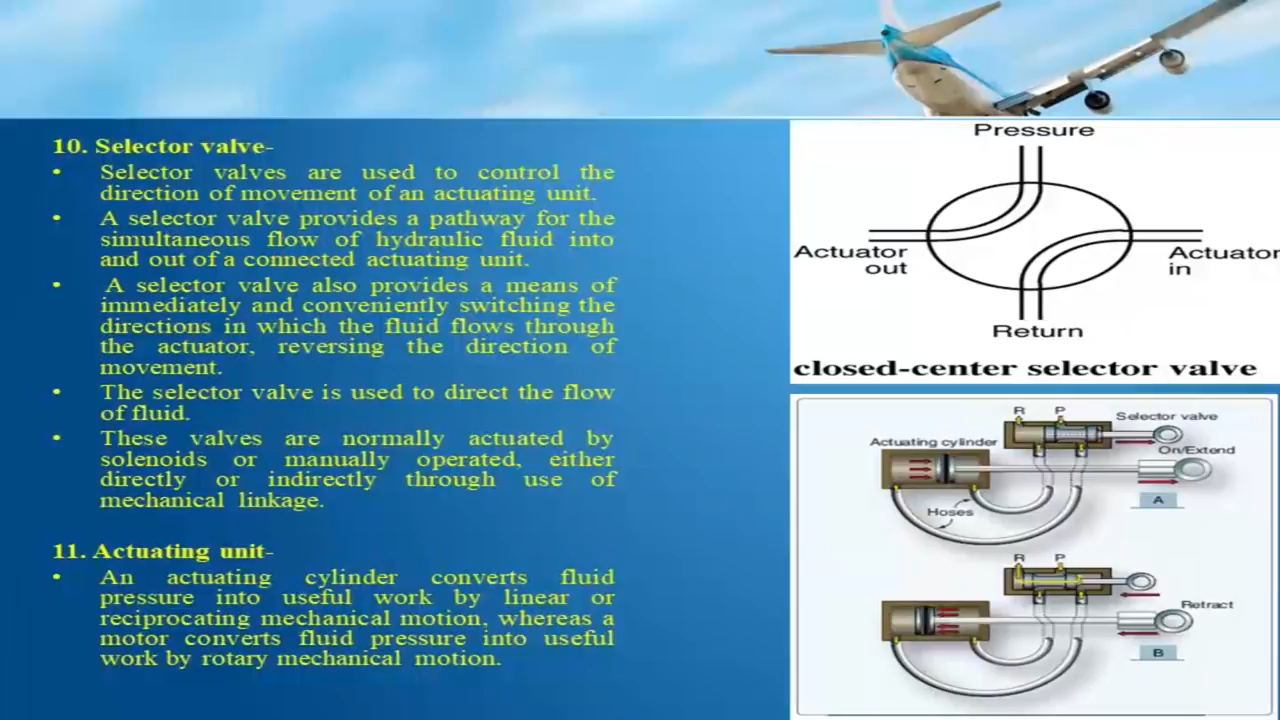 10. Selector valve-
• Selector valves are used to control the
direction of movement of an actuating unit.
• A selector valve provides a pathway for the
simultaneous flow of hydraulic fluid into
and out of a connected actuating unit.
• A selector valve also provides a means of
immediately and conveniently switching the
directions in which the fluid flows through
the actuator, reversing the direction of
movement.
• The selector valve is used to direct the flow
of fluid.
• These valves are normally actuated by
solenoids or manually operated, either
directly or indirectly through use of
mechanical linkage.
11. Actuating unit-
• An actuating cylinder converts fluid
pressure into useful work by linear or
reciprocating mechanical motion, whereas a
motor converts fluid pressure into useful
work by rotary mechanical motion.
Pressure
Actuator
out
Actuator
in
Return
closed-center selector valve
R P
Selector valve
Actuating cylinder
On/Extend
Hoses
A
R P
Retract
B